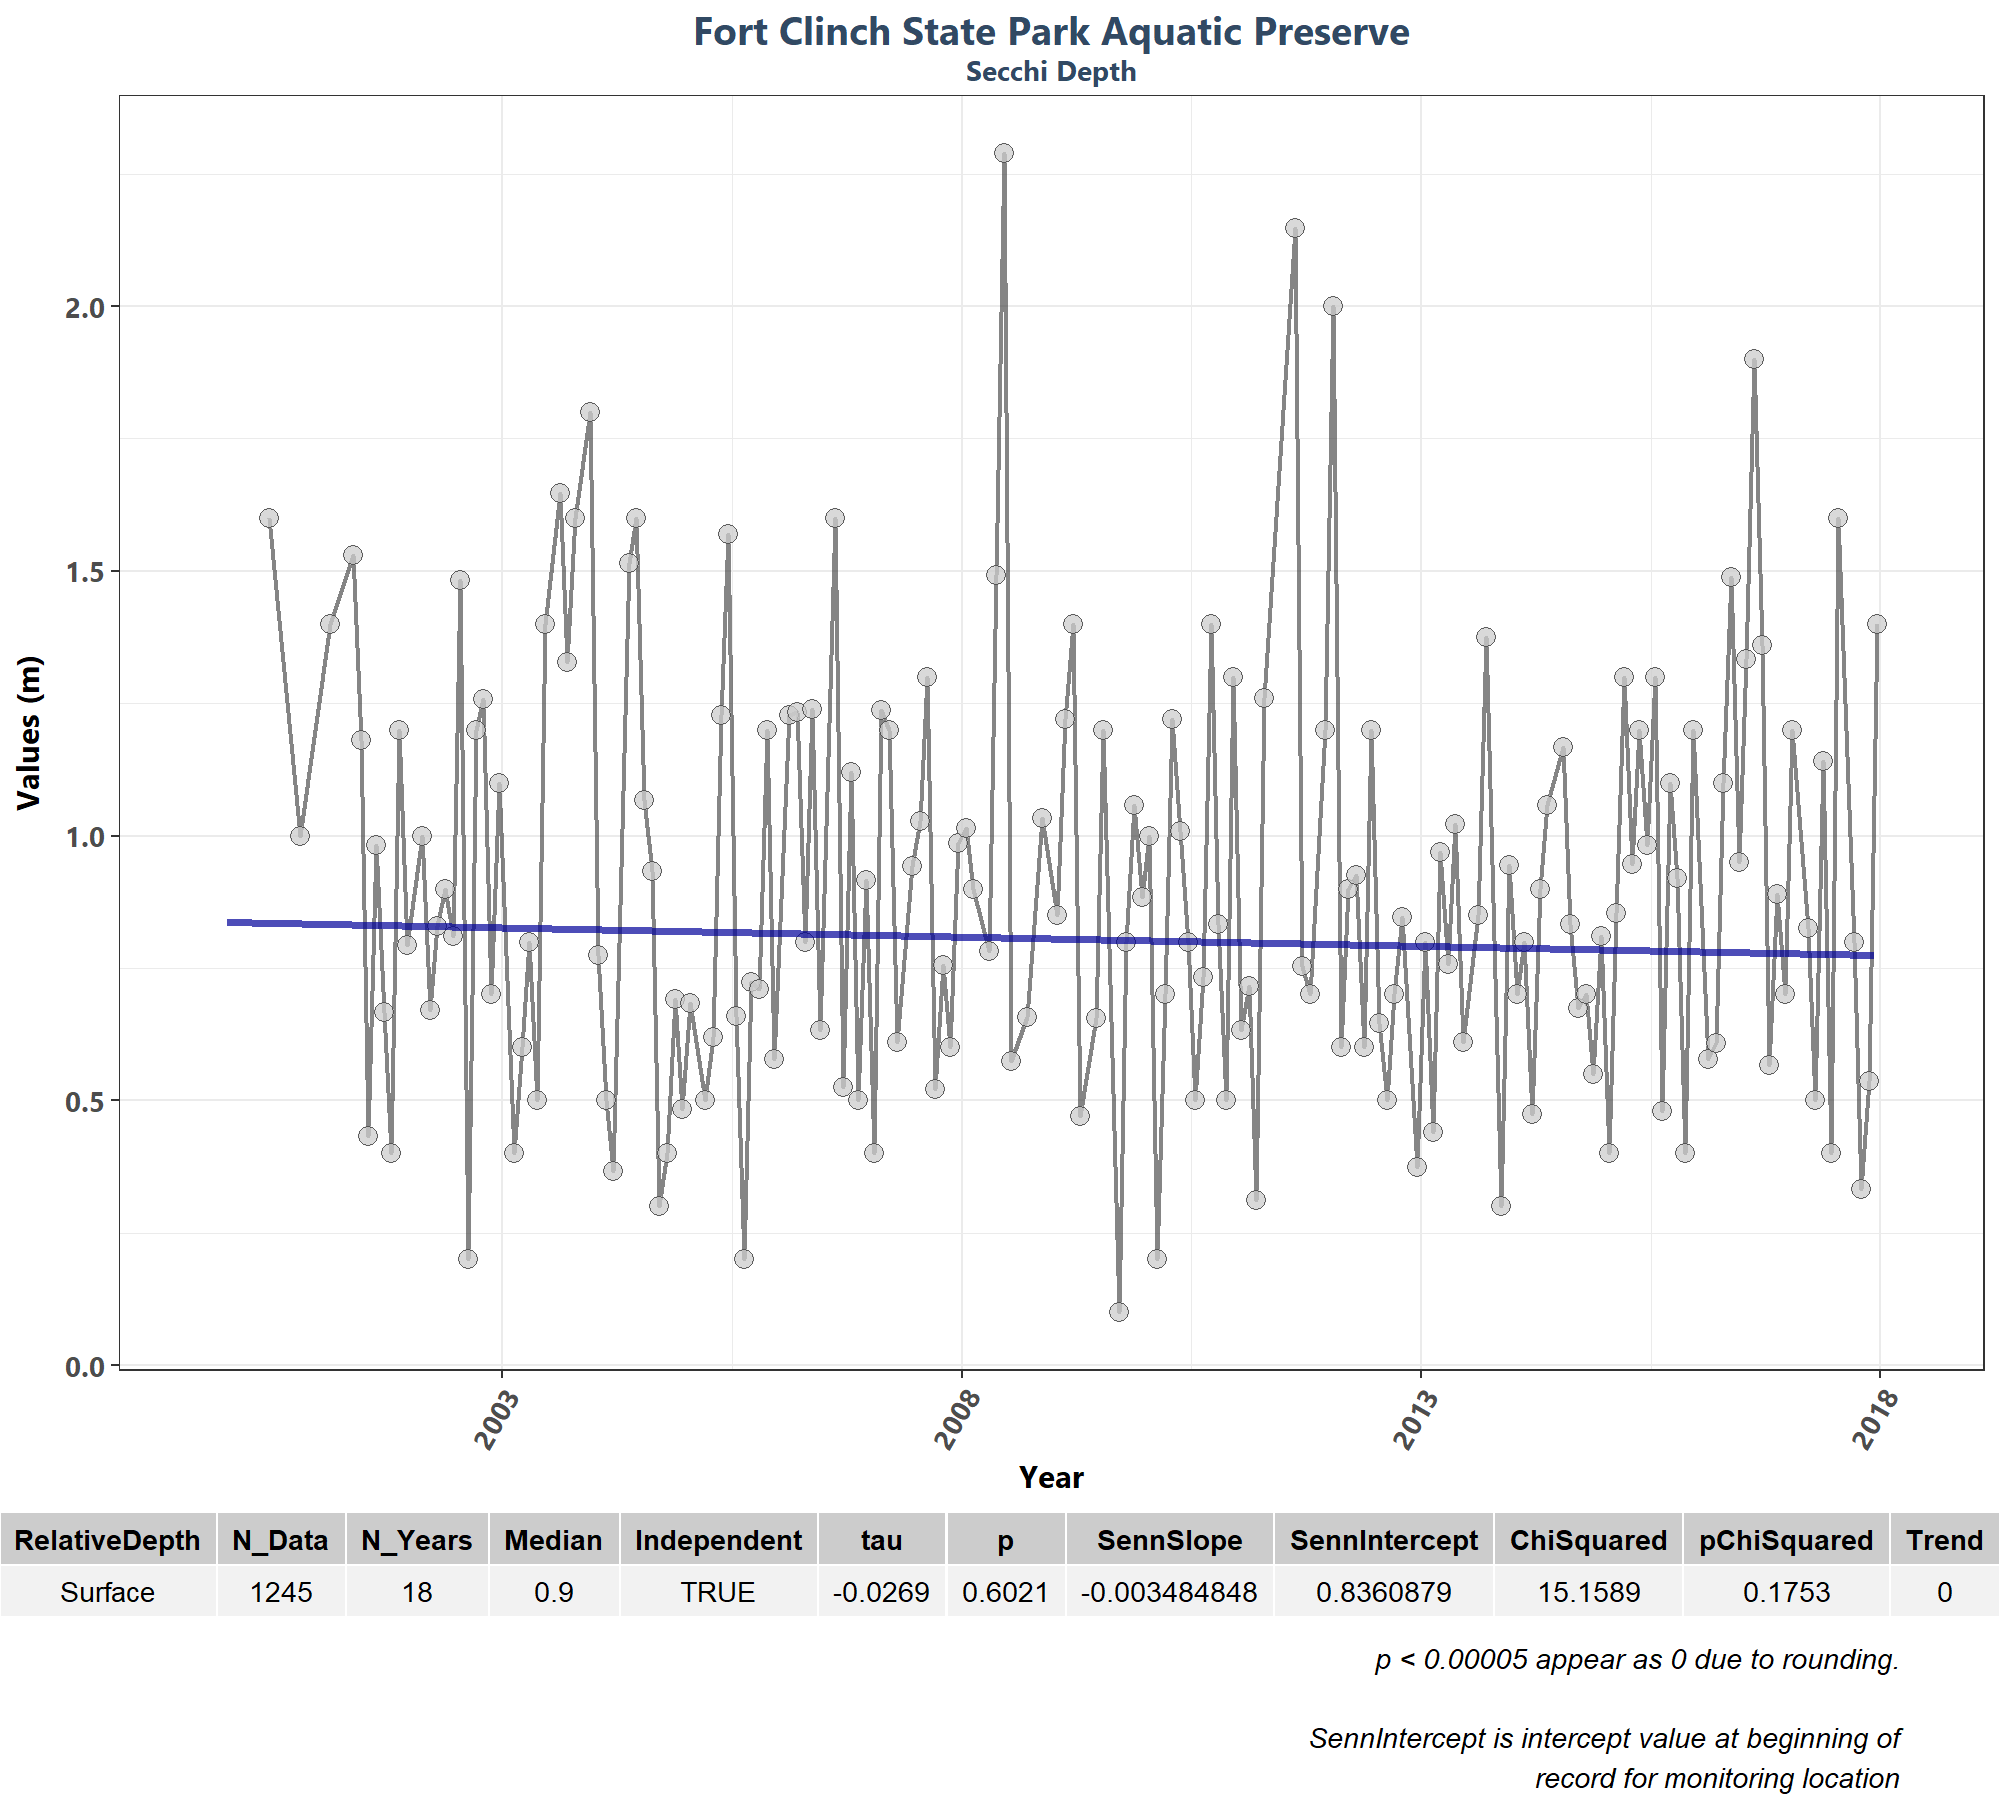 Fort Clinch State Park Aquatic Preserve
Secchi Depth
Values (m)
2.0
1.5
1.0
0.5
0.0
2003 2008 2013 2018
Year
RelativeDepth N_Data N_Years Median Independent tau p SennSlope SennIntercept ChiSquared pChiSquared Trend
Surface 1245 18 0.9 TRUE -0.0269 0.6021 -0.003484848 0.8360879 15.1589 0.1753 0
p < 0.00005 appear as 0 due to rounding.
SennIntercept is intercept value at beginning of
record for monitoring location